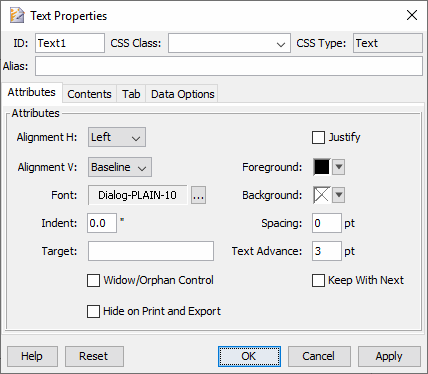 Text Properties
ID: Text1 CSS Class: CSS Type: Text
Alias:
Attributes Contents Tab Data Options
Attributes
Alignment H: Left Justify
Alignment V: Baseline Foreground:
Font: Dialog-PLAIN-10 ... Background:
Indent: 0.0 " Spacing: 0 pt
Target: Text Advance: 3 pt
Widow/Orphan Control Keep With Next
Hide on Print and Export
Help Reset OK Cancel Apply